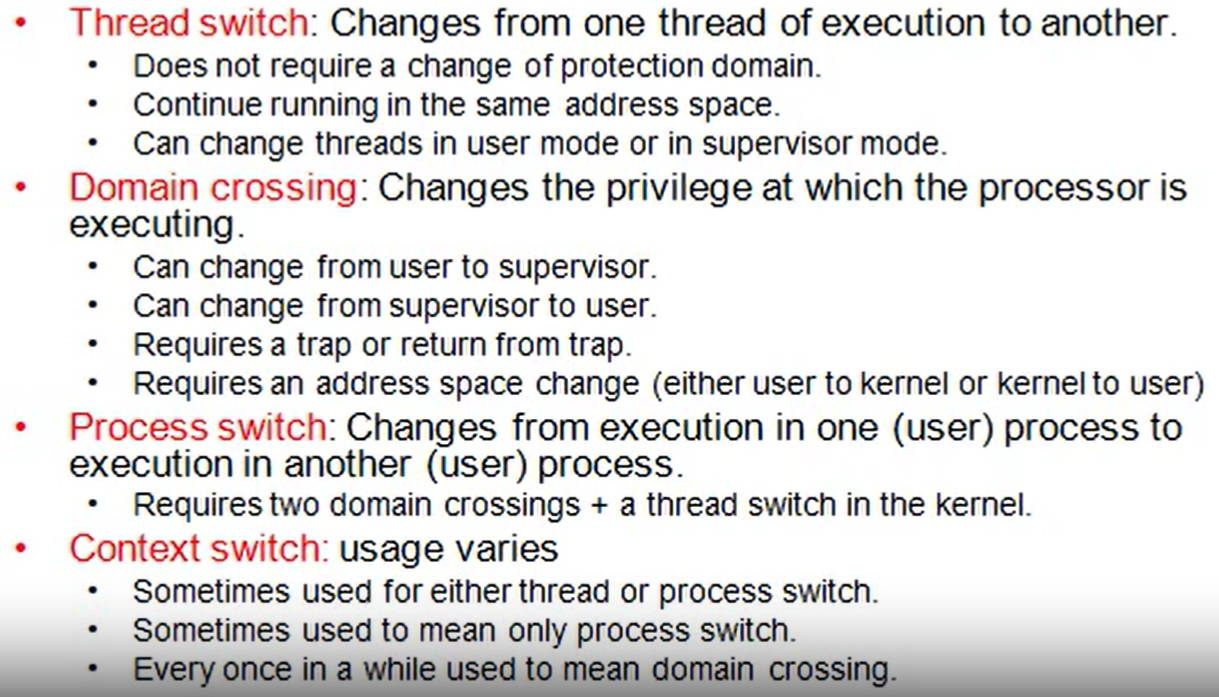 • Thread switch: Changes from one thread of execution to another.
• Does not require a change of protection domain.
• Continue running in the same address space.
• Can change threads in user mode or in supervisor mode.
• Domain crossing: Changes the privilege at which the processor is
executing.
• Can change from user to supervisor.
• Can change from supervisor to user.
• Requires a trap or return from trap.
• Requires an address space change (either user to kernel or kernel to user)
• Process switch: Changes from execution in one (user) process to
execution in another (user) process.
• Requires two domain crossings + a thread switch in the kernel.
• Context switch: usage varies
• Sometimes used for either thread or process switch.
• Sometimes used to mean only process switch.
• Every once in a while used to mean domain crossing.